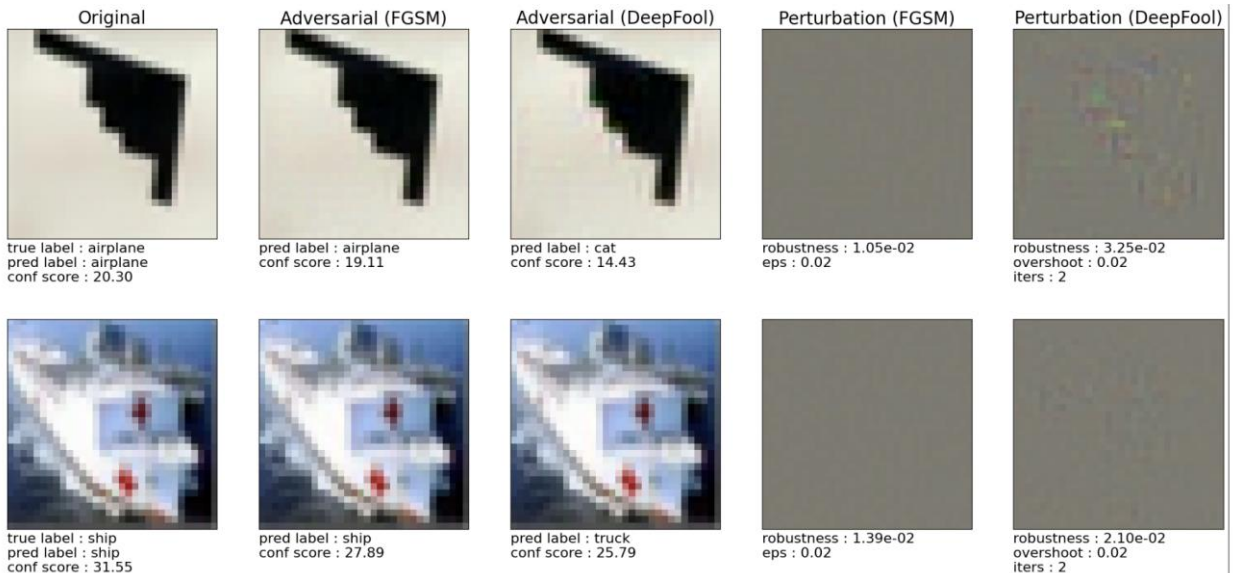 Original
Adversarial (FGSM)
Adversarial (DeepFool)
Perturbation (FGSM)
Perturbation (DeepFool)
true label : airplane
pred label : airplane
conf score : 20.30
pred label : airplane
conf score : 19.11
pred label : cat
conf score : 14.43
robustness : 1.05e-02
eps : 0.02
robustness : 3.25e-02
overshoot : 0.02
iters : 2
true label : ship
pred label : ship
conf score : 31.55
pred label : ship
conf score : 27.89
pred label : truck
conf score : 25.79
robustness : 1.39e-02
eps : 0.02
robustness : 2.10e-02
overshoot : 0.02
iters : 2